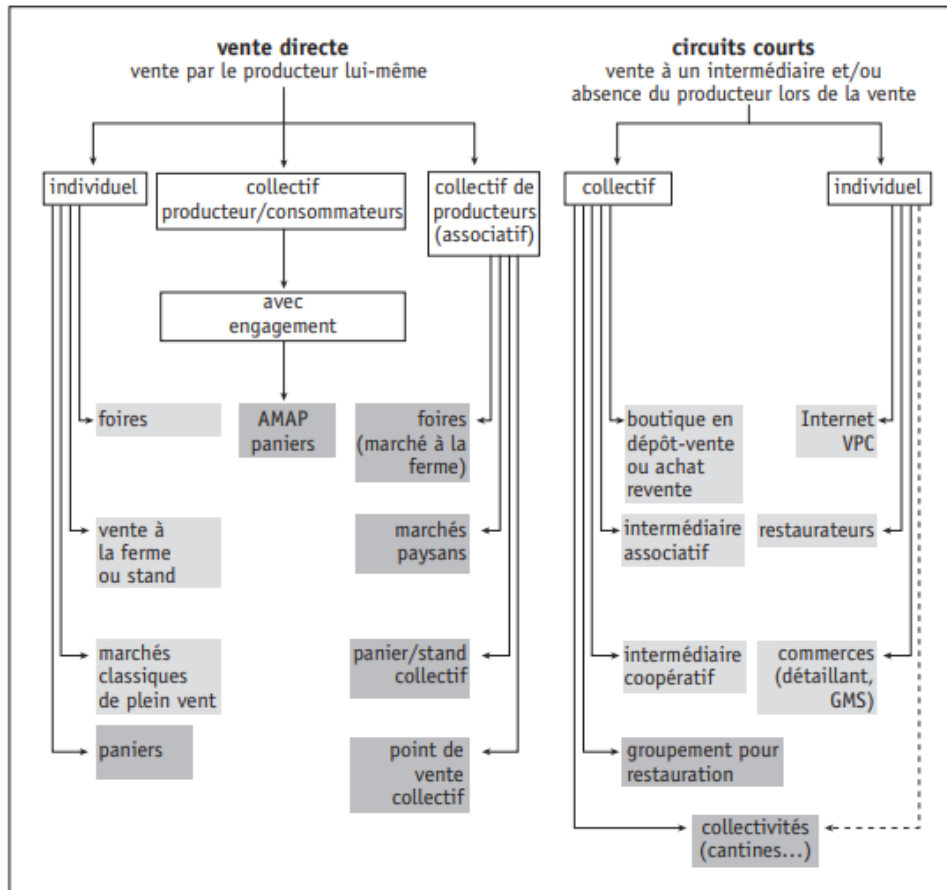 vente directe
vente par le producteur lui-même
circuits courts
vente à un intermédiaire et/ou
absence du producteur lors de la vente
individuel
collectif
producteur/consommateurs
collectif de
producteurs
(associatif)
collectif
individuel
avec
engagement
foires
AMAP
paniers
foires
(marché à la
ferme)
boutique en
dépôt-vente
ou achat
revente
Internet
VPC
vente à
la ferme
ou stand
marchés
paysans
intermédiaire
associatif
restaurateurs
marchés
classiques
de plein vent
panier/stand
collectif
intermédiaire
coopératif
commerces
(détaillant,
GMS)
paniers
point de
vente
collectif
groupement pour
restauration
collectivités
(cantines...)